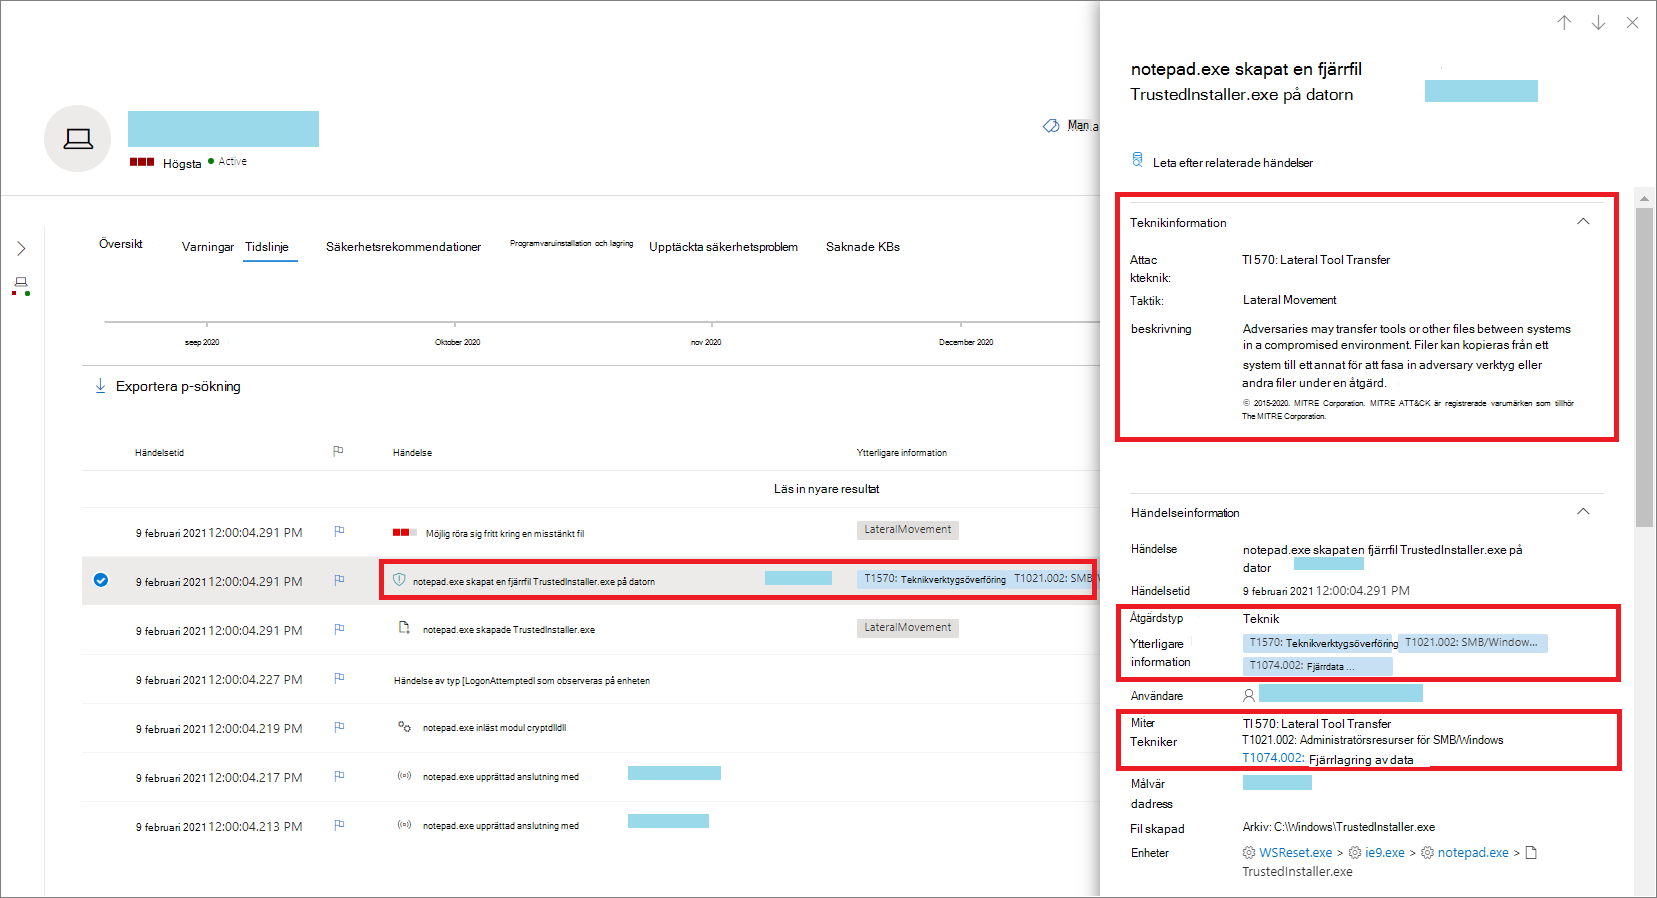 Högsta
Active
Översikt
Varningar
Tidslinje
Säkerhetsrekommendationer
Programvaruinstallation och lagring
Upptäckta säkerhetsproblem
Saknade KBs
seep 2020
Oktober 2020
nov 2020
December 2020
Exportera p-sökning
Händelsetid
Händelse
Ytterligare information
Läs in nyare resultat
9 februari 2021 12:00:04.291 PM
Möjlig röra sig fritt kring en misstänkt fil
LateralMovement
9 februari 2021 12:00:04.291 PM
notepad.exe skapat en fjärrfil TrustedInstaller.exe på datorn
T1570: Teknikverktygsöverföring
T1021.002: SMB/
9 februari 2021 12:00:04.291 PM
notepad.exe skapade TrustedInstaller.exe
LateralMovement
9 februari 2021 12:00:04.227 PM
Händelse av typ [LogonAttemptedl som observeras på enheten
9 februari 2021 12:00:04.219 PM
notepad.exe inläst modul cryptdlldll
9 februari 2021 12:00:04.217 PM
notepad.exe upprättad anslutning med
9 februari 2021 12:00:04.213 PM
notepad.exe upprättad anslutning med
notepad.exe skapat en fjärrfil
TrustedInstaller.exe på datorn
Leta efter relaterade händelser
Teknikinformation
Attac
kteknik:
TI 570: Lateral Tool Transfer
Taktik:
Lateral Movement
beskrivning
Adversaries may transfer tools or other files between systems
in a compromised environment. Filer kan kopieras från ett
system till ett annat för att fasa in adversary verktyg eller
andra filer under en åtgärd.
© 2015-2020. MITRE Corporation. MITRE ATT&CK är registrerade varumärken som tillhör
The MITRE Corporation.
Händelseinformation
Händelse
notepad.exe skapat en fjärrfil TrustedInstaller.exe på
dator
Händelsetid
9 februari 2021 12:00:04.291 PM
Åtgärdstyp
Teknik
Ytterligare
information
T1570: Teknikverktygsöverföring
T1021.002: SMB/Window...
T1074.002: Fjärrdata ...
Användare
Miter
Tekniker
TI 570: Lateral Tool Transfer
T1021.002: Administratörsresurser för SMB/Windows
T1074.002: Fjärrlagring av data
Målvär
dadress
Fil skapad
Arkiv: C:\Windows\TrustedInstaller.exe
Enheter
WSReset.exe > ie9.exe > notepad.exe >
TrustedInstaller.exe